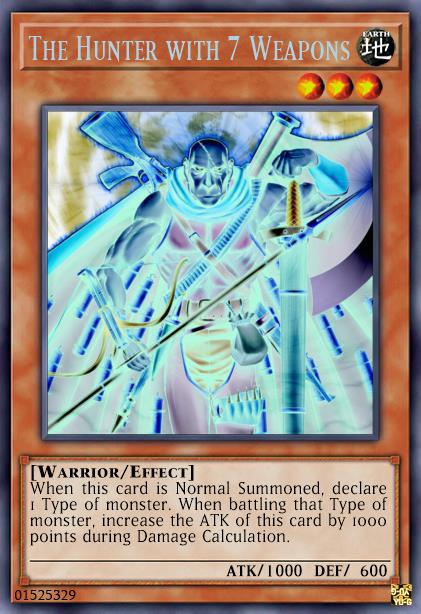 The Hunter with 7 Weapons
EARTH
地
[Warrior/Effect]
When this card is Normal Summoned, declare
1 Type of monster. When battling that Type of
monster, increase the ATK of this card by 1000
points during Damage Calculation.
ATK/1000 DEF/ 600
01525329